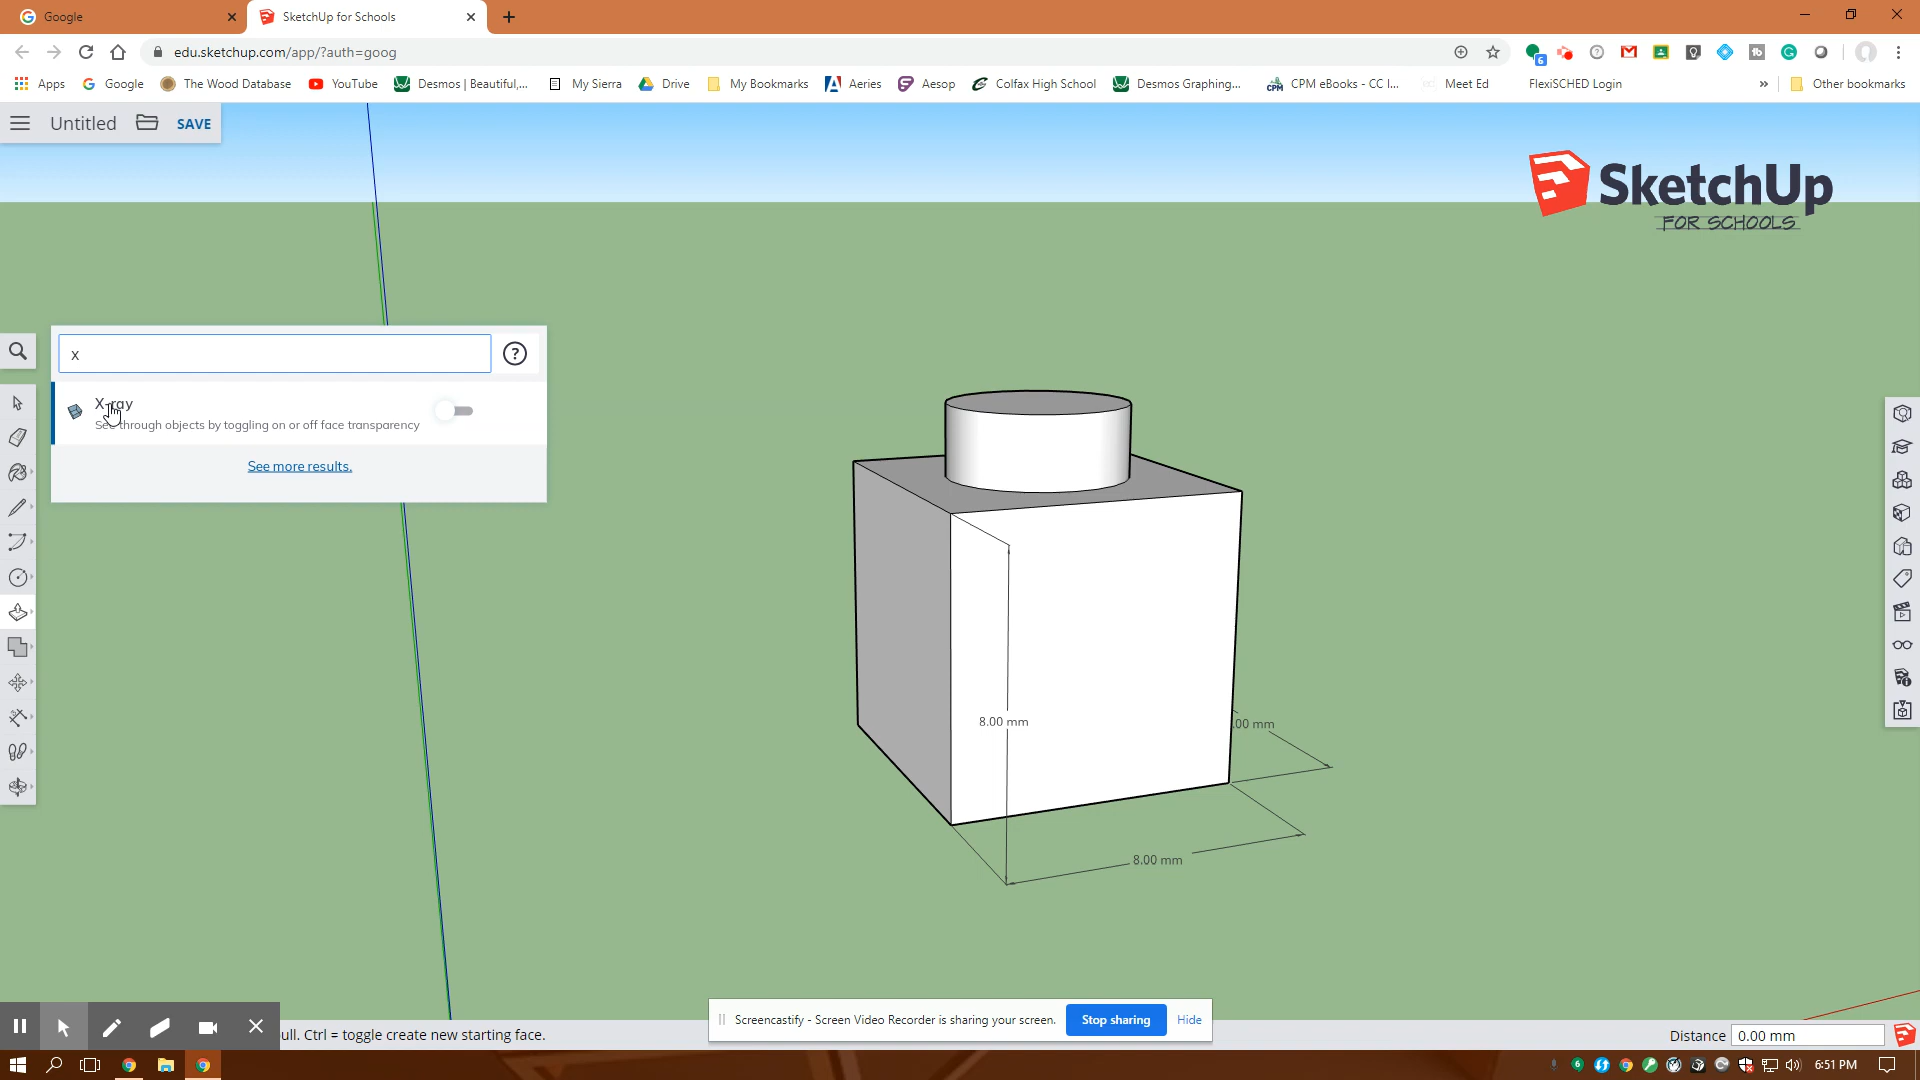 Google
SketchUp for Schools
edu.sketchup.com/app/?auth=goog
6
Apps
Google
The Wood Database
YouTube
Desmos | Beautiful,...
My Sierra
Drive
My Bookmarks
Aeries
Aesop
Colfax High School
Desmos Graphing...
CPM eBooks - CC I...
Meet Ed
FlexiSCHED Login
»
Other bookmarks
Untitled
SAVE
SketchUp
FOR SCHOOLS
x
?
X-ray
See through objects by toggling on or off face transparency
See more results.
8.00 mm
.00 mm
8.00 mm
Screencastify - Screen Video Recorder is sharing your screen.
Stop sharing
Hide
ull. Ctrl = toggle create new starting face.
Distance
0.00 mm
6:51 PM